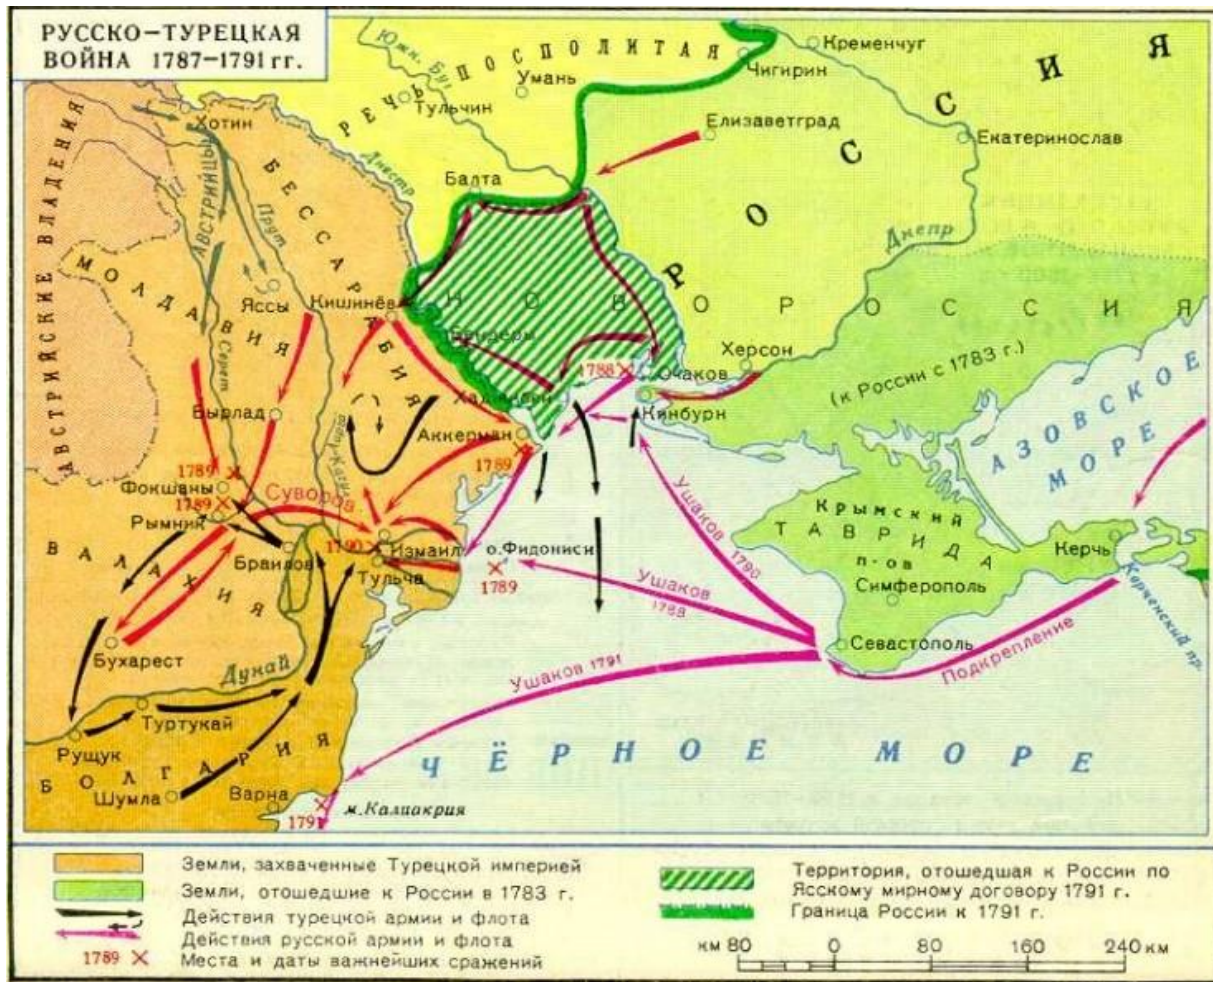 РУССКО-ТУРЕЦКАЯ
ВОЙНА 1787-1791 гг.
РЕЧЬ ПОСПОЛИТАЯ
Южн. Буг
Умань
Тульчин
Кременчуг
Чигирин
РОССИЯ
Елизаветград
Екатеринослав
Хотин
Днестр
Балта
АВСТРИЙСКИЕ ВЛАДЕНИЯ
АВСТРИЙЦЫ
Прут
БЕССАРАБИЯ
МОЛДАВИЯ
Днепр
Яссы
Кишинёв
НОВОРОССИЯ
Бендеры
Серет
Херсон
1788
Очаков
(к России с 1783 г.)
Хаджибей
Кинбурн
Бырлад
Аккерман
1789
АЗОВСКОЕ
МОРЕ
1789
Фокшаны
1789
Рымник
Суворов
Ушаков 1790
Крымский
п-ов
ТАВРИДА
Керчь
ВАЛАХИЯ
Браилов
1790
Измаил
Тульча
о.Фидониси
1789
Симферополь
Ушаков
1788
Керченский пр.
Бухарест
Севастополь
Подкрепление
Дунай
Ушаков 1791
Туртукай
Рущук
ЧЁРНОЕ МОРЕ
БОЛГАРИЯ
Шумла
Варна
1791
м.Калиакрия
Земли, захваченные Турецкой империей
Земли, отошедшие к России в 1783 г.
Действия турецкой армии и флота
Действия русской армии и флота
1789 Места и даты важнейших сражений
Территория, отошедшая к России по
Ясскому мирному договору 1791 г.
Граница России к 1791 г.
км 80 0 80 160 240 км